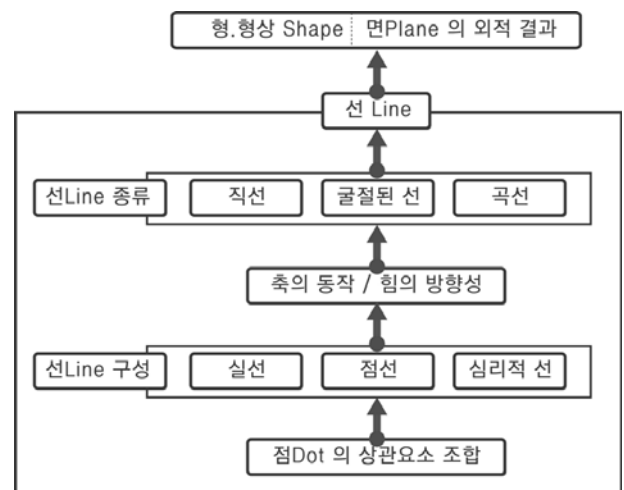 형.형상 Shape 면Plane 의 외적 결과
선 Line
선Line 종류 직선 굴절된 선 곡선
축의 동작 / 힘의 방향성
선Line 구성 실선 점선 심리적 선
점Dot 의 상관요소 조합